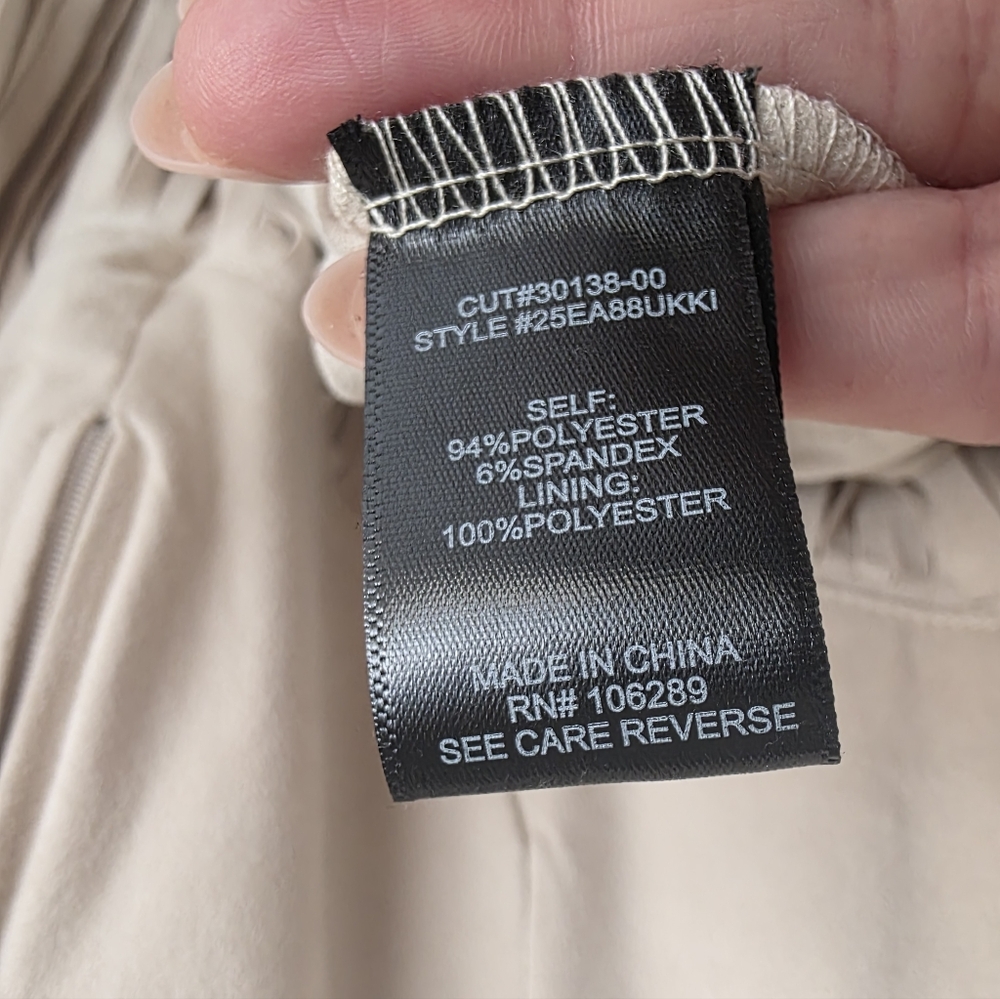 CUT#30138-00
STYLE #25EA88UKKI
SELF:
94%POLYESTER
6%SPANDEX
LINING:
100%POLYESTER
MADE IN CHINA
RN# 106289
SEE CARE REVERSE